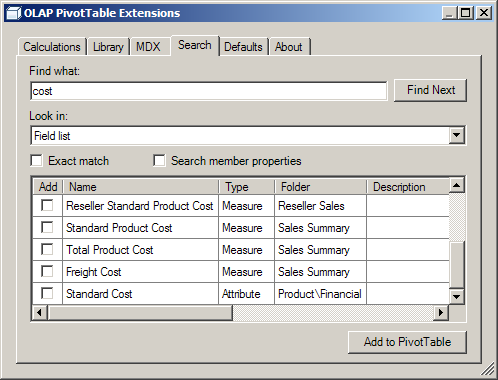 OLAP PivotTable Extensions
Calculations Library MDX Search Defaults About
Find what:
cost
Find Next
Look in:
Field list
Exact match Search member properties
Add Name Type Folder Description
Reseller Standard Product Cost Measure Reseller Sales
Standard Product Cost Measure Sales Summary
Total Product Cost Measure Sales Summary
Freight Cost Measure Sales Summary
Standard Cost Attribute Product\Financial
Add to PivotTable